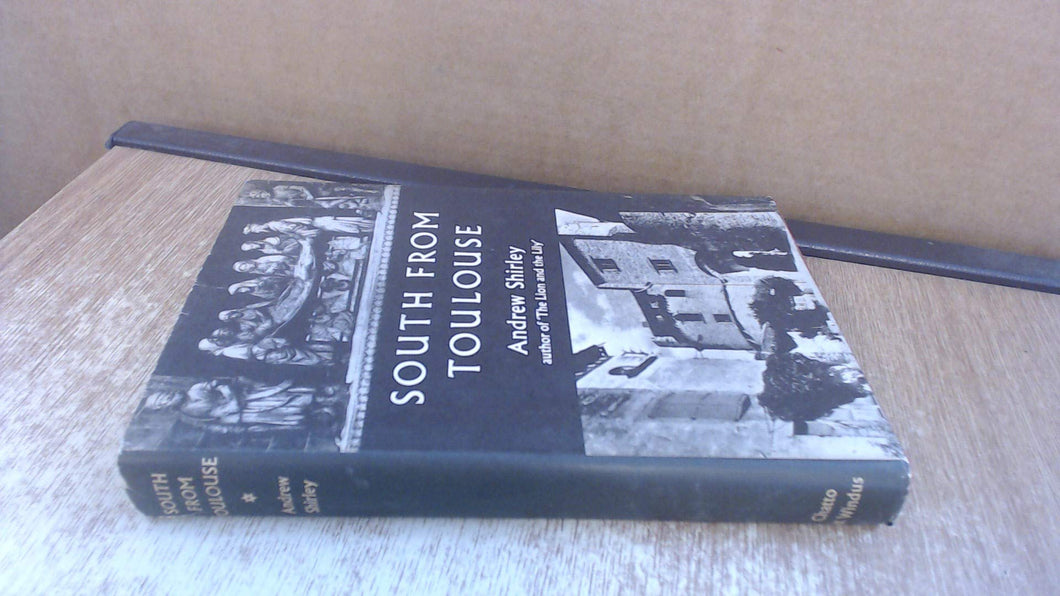 SOUTH FROM
TOULOUSE
Andrew Shirley
author of 'The Lion and the Lily'
SOUTH
FROM
TOULOUSE
Andrew
Shirley
Chatto
Windus